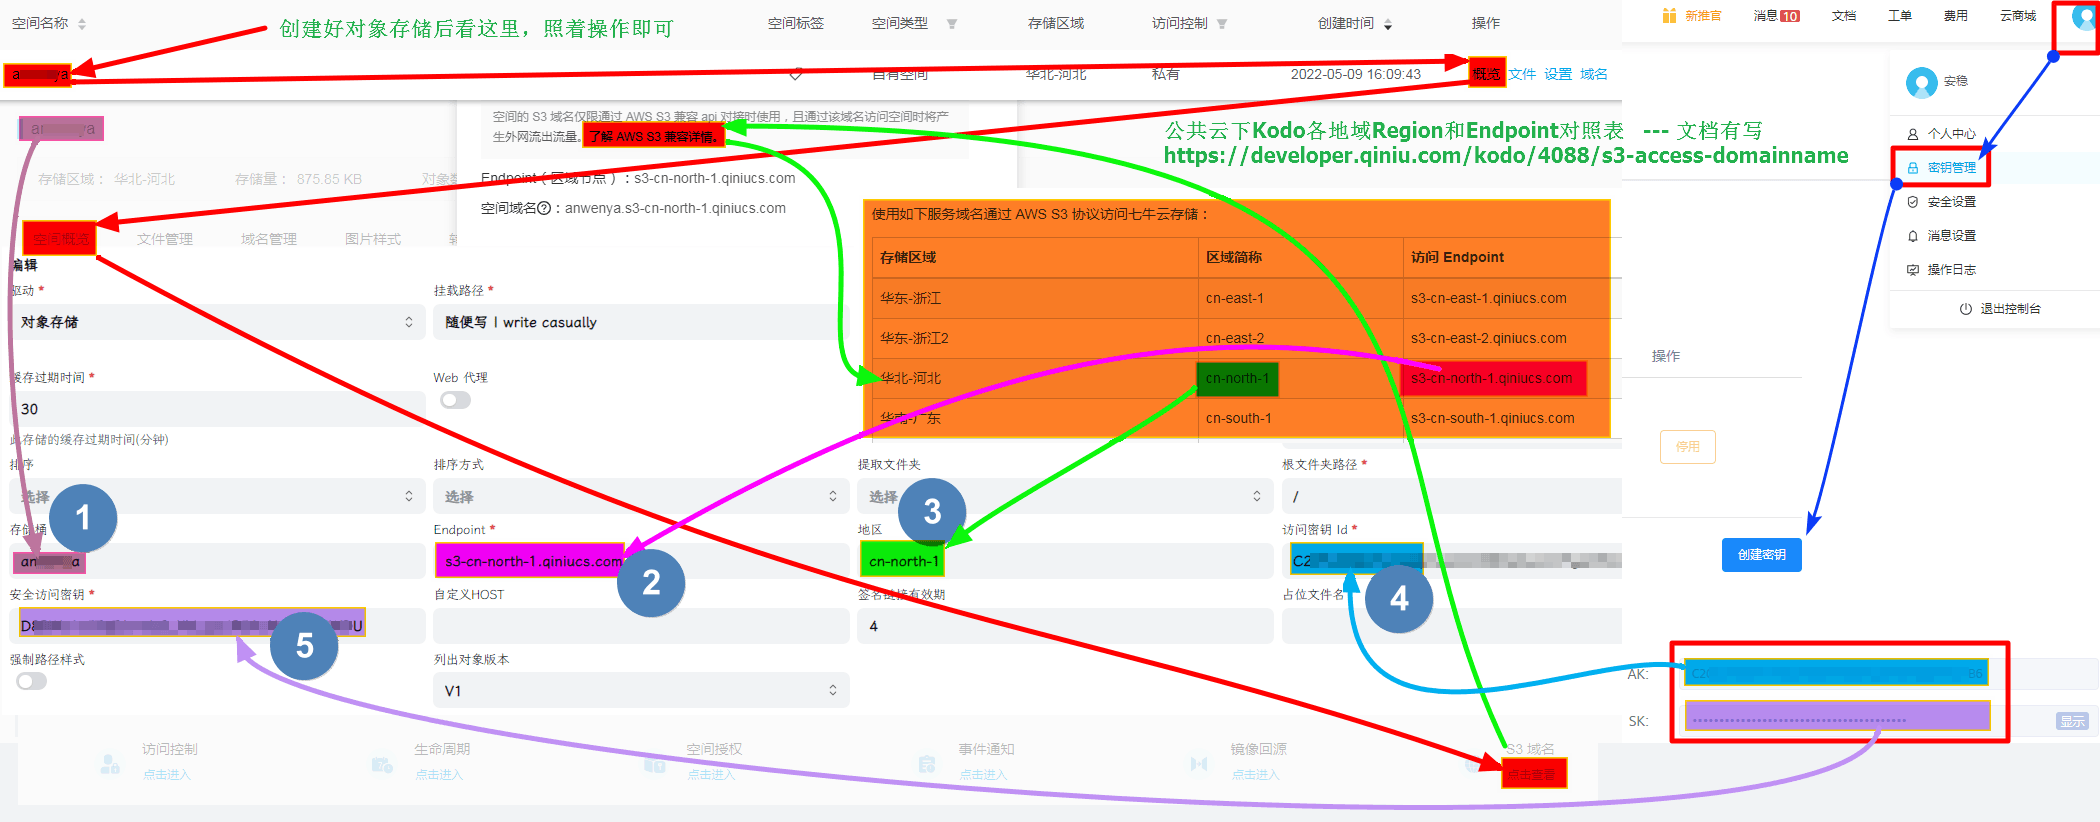 空间名称
空间标签
空间类型
存储区域
访问控制
创建时间
操作
创建好对象存储后看这里，照着操作即可
自有空间
华北-河北
私有
2022-05-09 16:09:43
概览 文件 设置 域名
新推官
消息 10
文档
工单
费用
云商城
安稳
个人中心
密钥管理
安全设置
消息设置
操作日志
退出控制台
空间的 S3 域名仅限通过 AWS S3 兼容 api 对接时使用，且通过该域名访问空间时将产
生外网流出流量。了解 AWS S3 兼容详情。
Endpoint（区域节点）: s3-cn-north-1.qiniucs.com
空间域名 : anwenya.s3-cn-north-1.qiniucs.com
公共云下Kodo各地域Region和Endpoint对照表 --- 文档有写
https://developer.qiniu.com/kodo/4088/s3-access-domainname
存储区域： 华北-河北
存储量： 875.85 KB
空间概览
文件管理
域名管理
图片样式
使用如下服务域名通过 AWS S3 协议访问七牛云存储：
存储区域 区域简称 访问 Endpoint
华东-浙江 cn-east-1 s3-cn-east-1.qiniucs.com
华东-浙江2 cn-east-2 s3-cn-east-2.qiniucs.com
华北-河北 cn-north-1 s3-cn-north-1.qiniucs.com
华南-广东 cn-south-1 s3-cn-south-1.qiniucs.com
编辑
驱动 *
对象存储
挂载路径 *
随便写 | write casually
缓存过期时间 *
30
此存储的缓存过期时间(分钟)
Web 代理
排序
选择
排序方式
选择
提取文件夹
选择
根文件夹路径 *
/
存储桶
1
Endpoint *
s3-cn-north-1.qiniucs.com
2
地区
cn-north-1
3
访问密钥 Id *
C2
4
安全访问密钥 *
5
自定义HOST
签名链接有效期
4
占位文件名
强制路径样式
列出对象版本
V1
操作
停用
创建密钥
AK:
SK:
显示
访问控制
点击进入
生命周期
点击进入
空间授权
点击进入
事件通知
点击进入
镜像回源
点击进入
S3 域名
点击查看